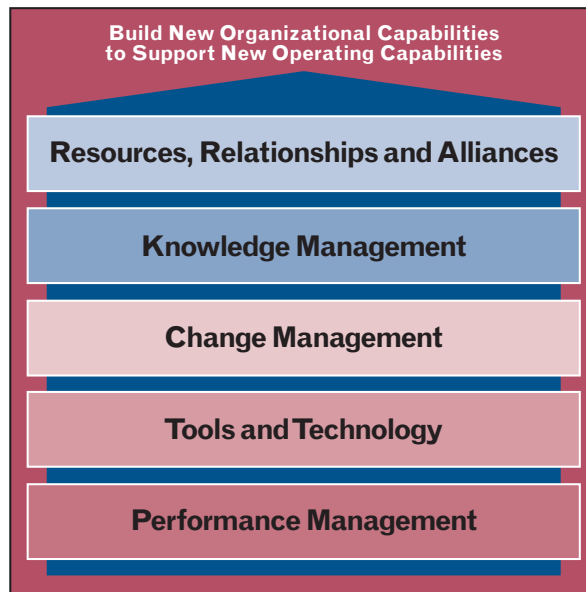 Build New Organizational Capabilities
to Support New Operating Capabilities
Resources, Relationships and Alliances
Knowledge Management
Change Management
Tools and Technology
Performance Management